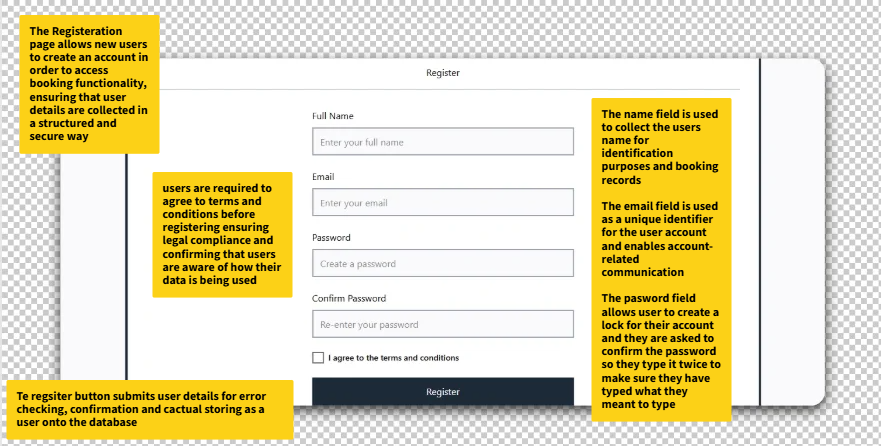 The Registeration
page allows new users
to create an account in
order to access
booking functionality,
ensuring that user
details are collected in
a structured and
secure way
Register
Full Name
Enter your full name
Email
Enter your email
Password
Create a password
Confirm Password
Re-enter your password
I agree to the terms and conditions
Register
users are required to
agree to terms and
conditions before
registering ensuring
legal compliance and
confirming that users
are aware of how their
data is being used
The name field is used
to collect the users
name for
identification
purposes and booking
records
The email field is used
as a unique identifier
for the user account
and enables account-
related
communication
The pasword field
allows user to create a
lock for their account
and they are asked to
confirm the password
so they type it twice to
make sure they have
typed what they
meant to type
Te regsiter button submits user details for error
checking, confirmation and cactual storing as a
user onto the database